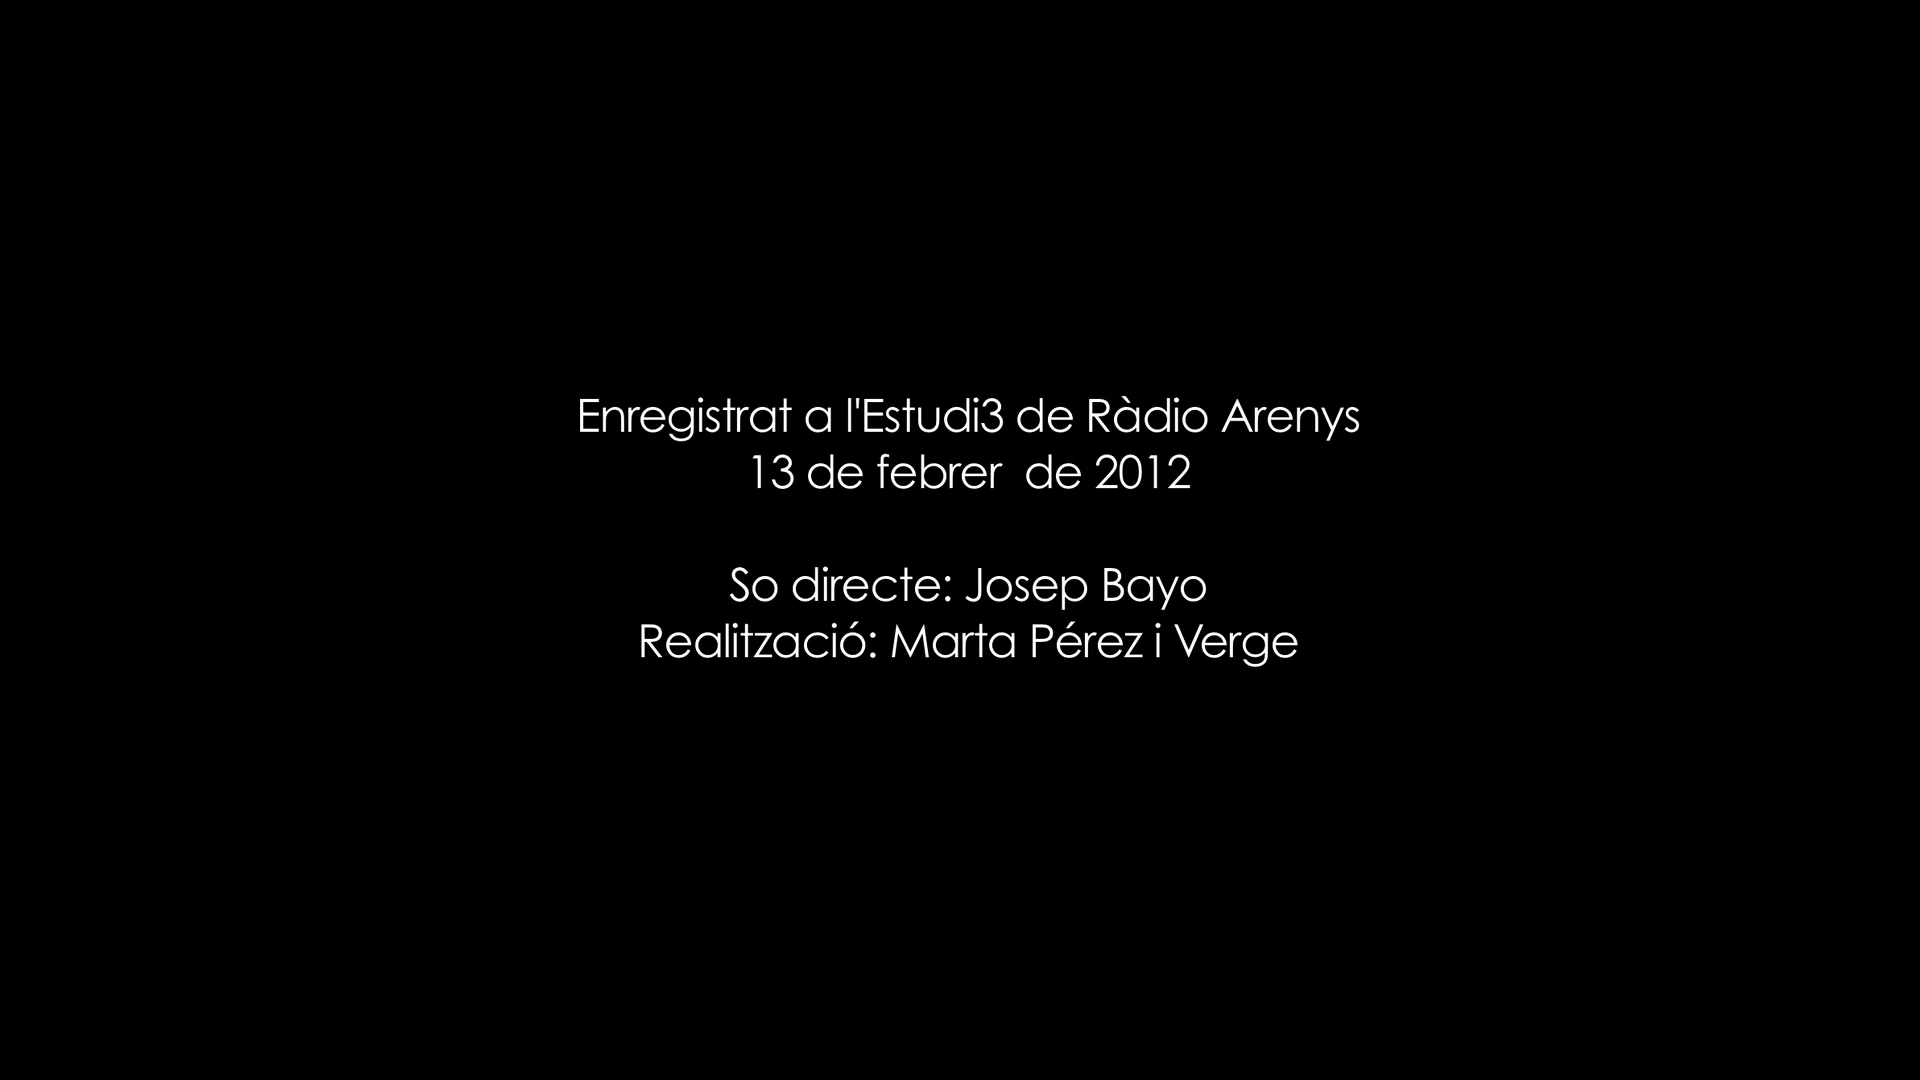 Enregistrat a l'Estudi3 de Ràdio Arenys
13 de febrer  de 2012
So directe: Josep Bayo
Realització: Marta Pérez i Verge